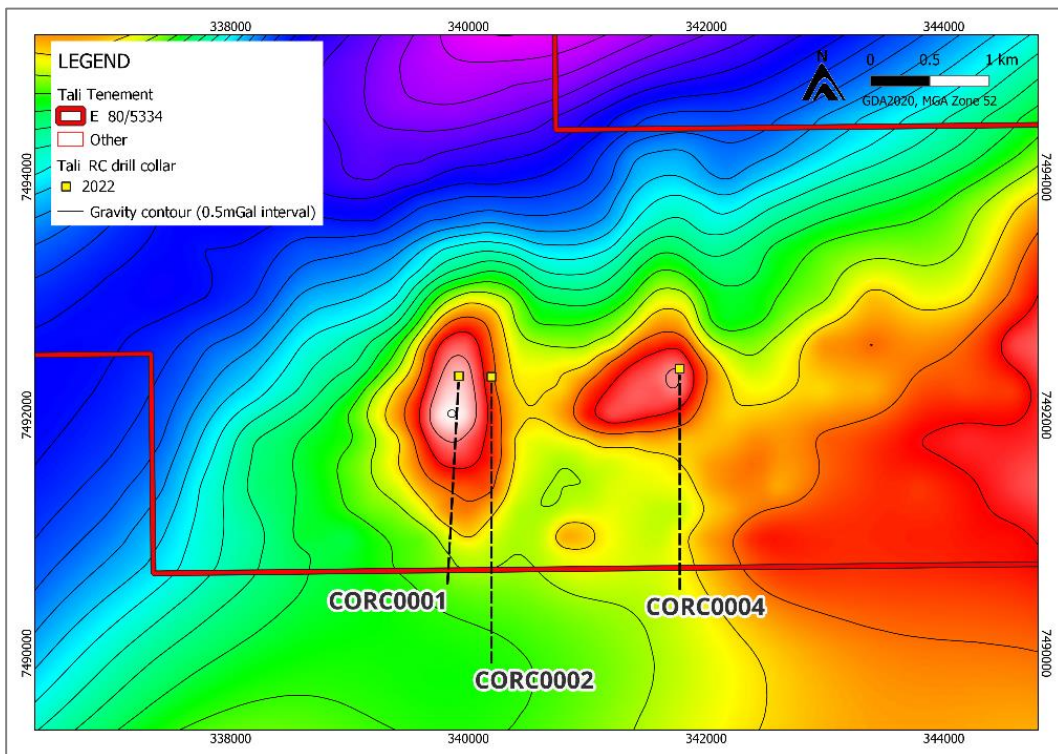 338000 340000 342000 344000
LEGEND
Tali Tenement
E 80/5334
Other
Tali RC drill collar
2022
Gravity contour (0.5mGal interval)
N
0 0.5 1 km
GDA2020, MGA Zone 52
7494000 7494000
7492000 7492000
CORC0001
CORC0004
7490000 7490000
CORC0002
338000 340000 342000 344000